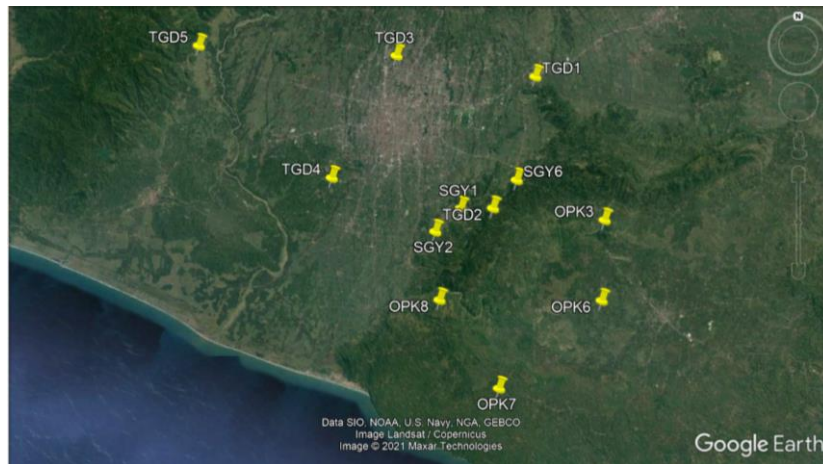 N
TGD5
TGD3
TGD1
TGD4
SGY6
SGY1
TGD2
OPK3
SGY2
OPK8
OPK6
OPK7
Data SIO, NOAA, U.S. Navy, NGA, GEBCO
Image Landsat / Copernicus
Image © 2021 Maxar Technologies
Google Earth